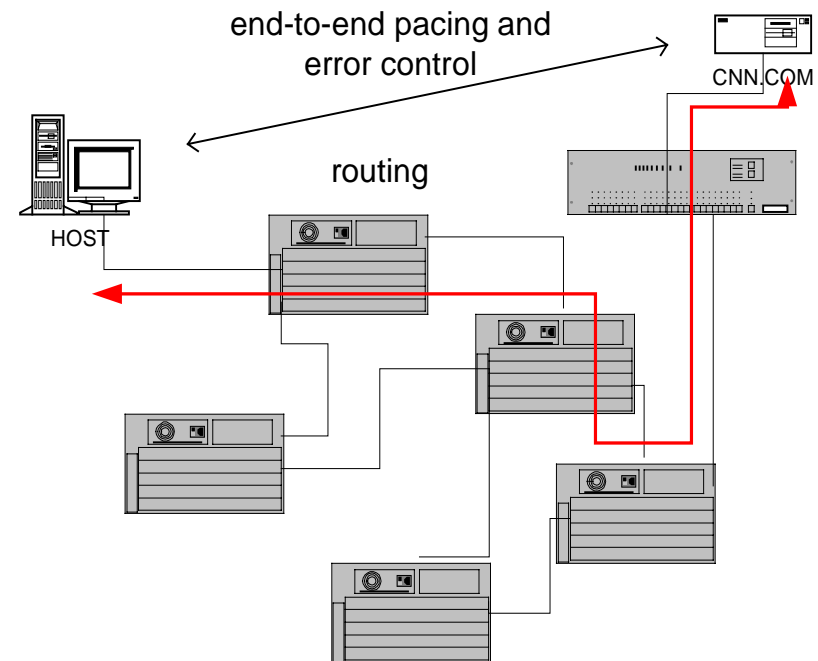 end-to-end pacing and
error control
CNN.COM
routing
HOST